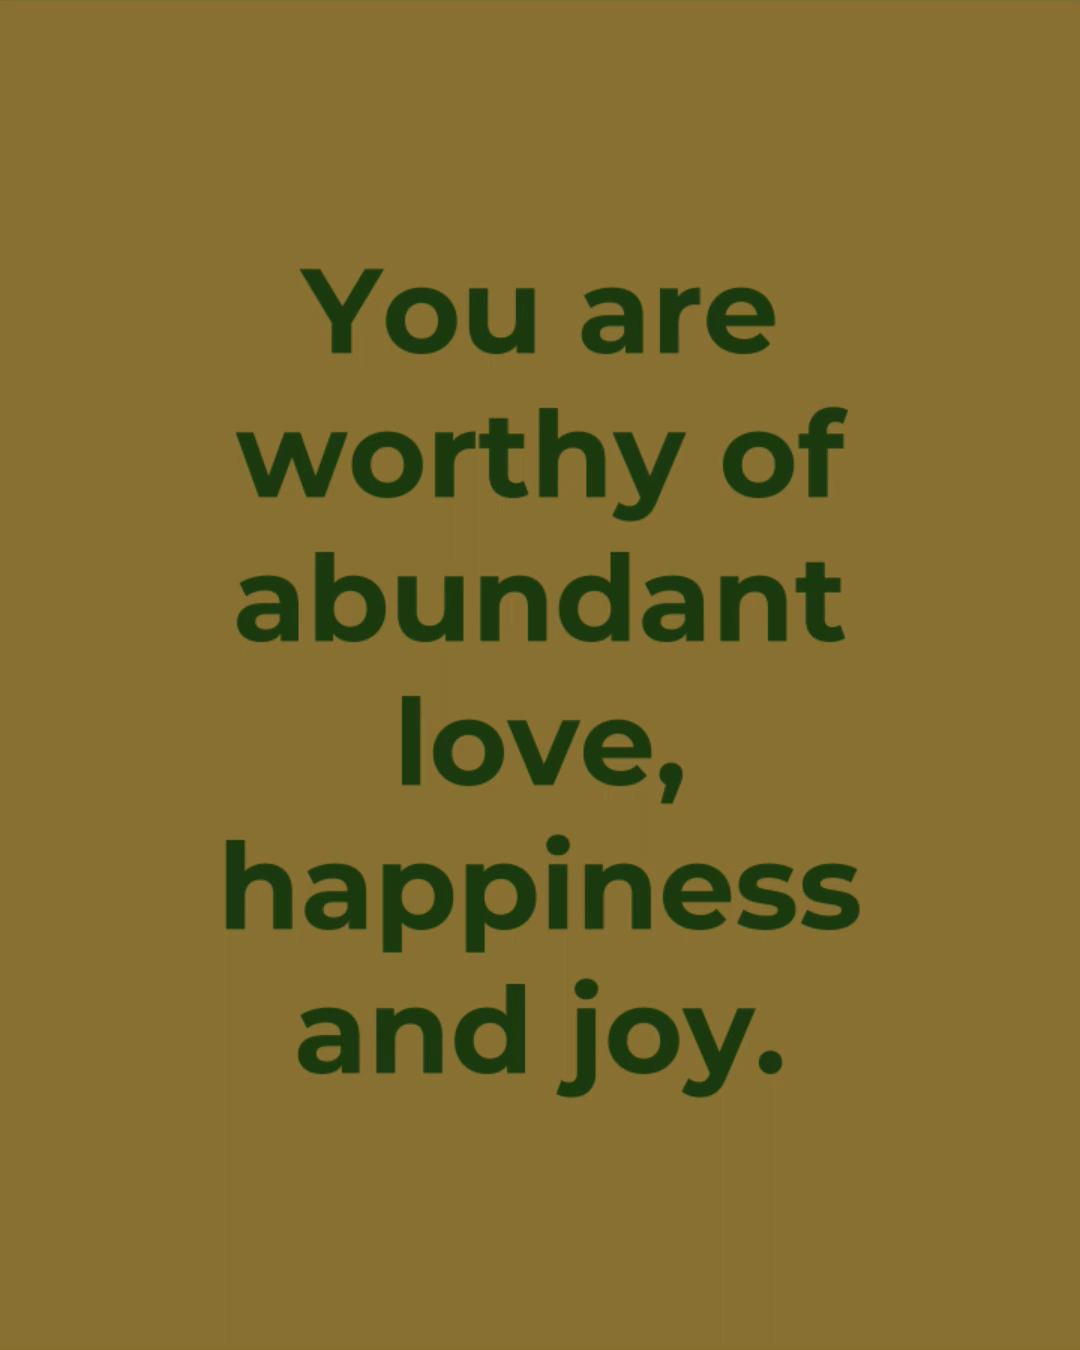 You are
worthy of
abundant
love,
happiness
and joy.